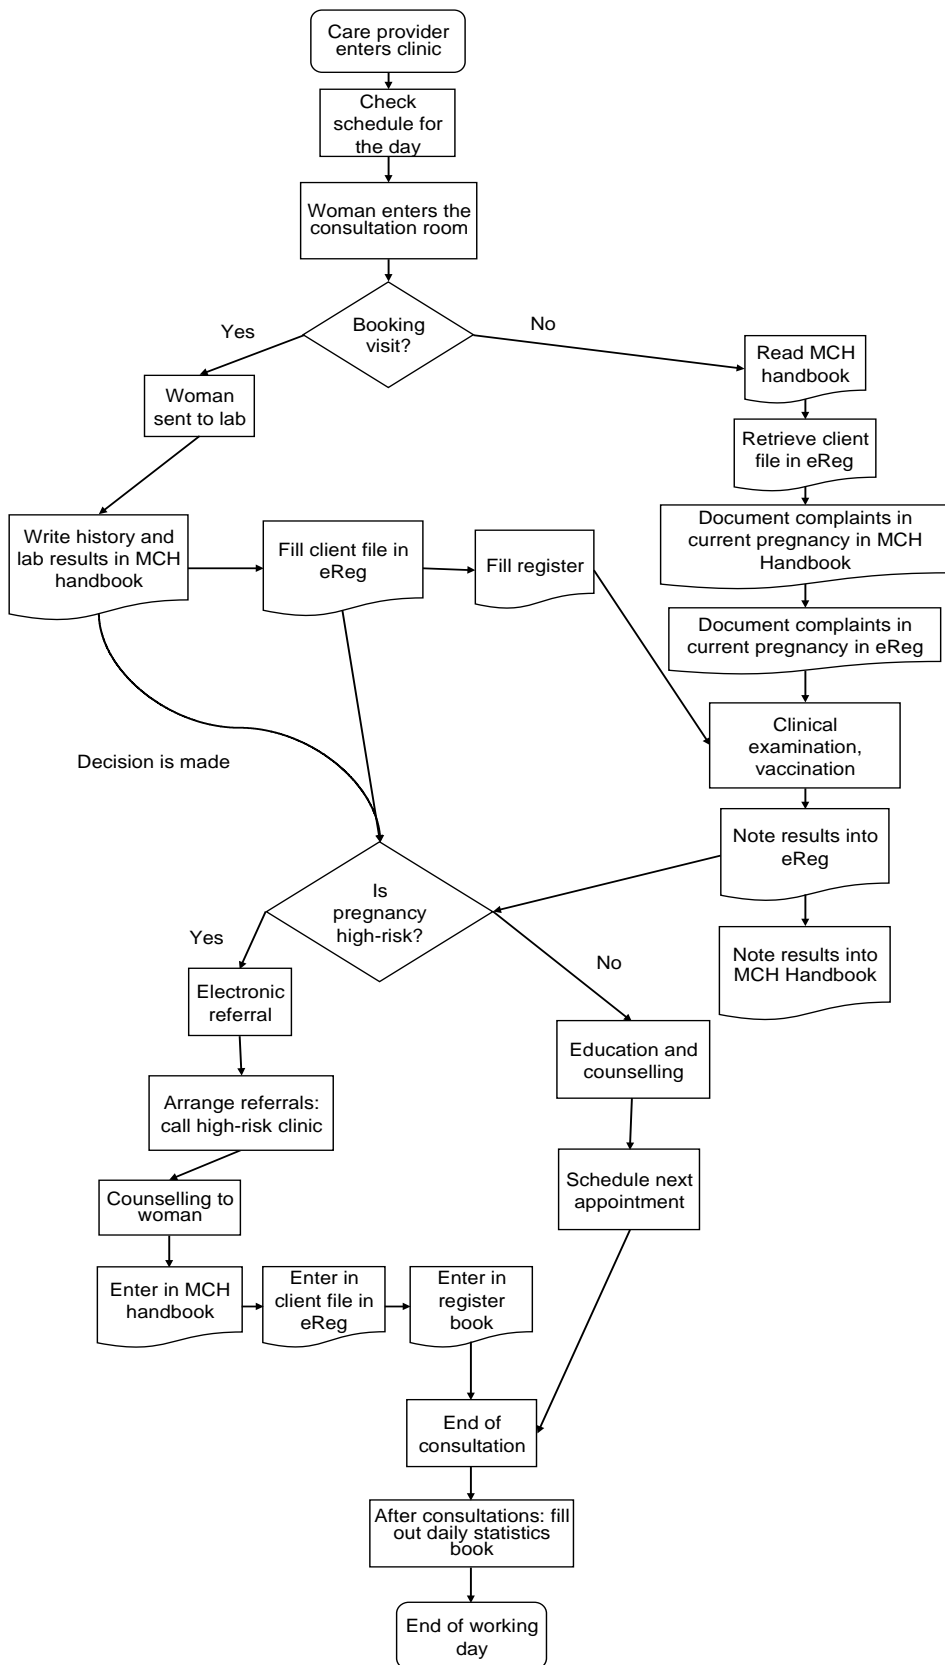 Care provider
enters clinic
Check
schedule for
the day
Woman enters the
consultation room
Booking
visit?
Yes
No
Woman
sent to lab
Read MCH
handbook
Retrieve client
file in eReg
Write history and
lab results in MCH
handbook
Fill client file in
eReg
Fill register
Document complaints in
current pregnancy in MCH
Handbook
Document complaints in
current pregnancy in eReg
Clinical
examination,
vaccination
Decision is made
Note results into
eReg
Is
pregnancy
high-risk?
Yes
No
Note results into
MCH Handbook
Electronic
referral
Education and
counselling
Arrange referrals:
call high-risk clinic
Schedule next
appointment
Counselling to
woman
Enter in MCH
handbook
Enter in
client file in
eReg
Enter in
register
book
End of
consultation
After consultations: fill
out daily statistics
book
End of working
day